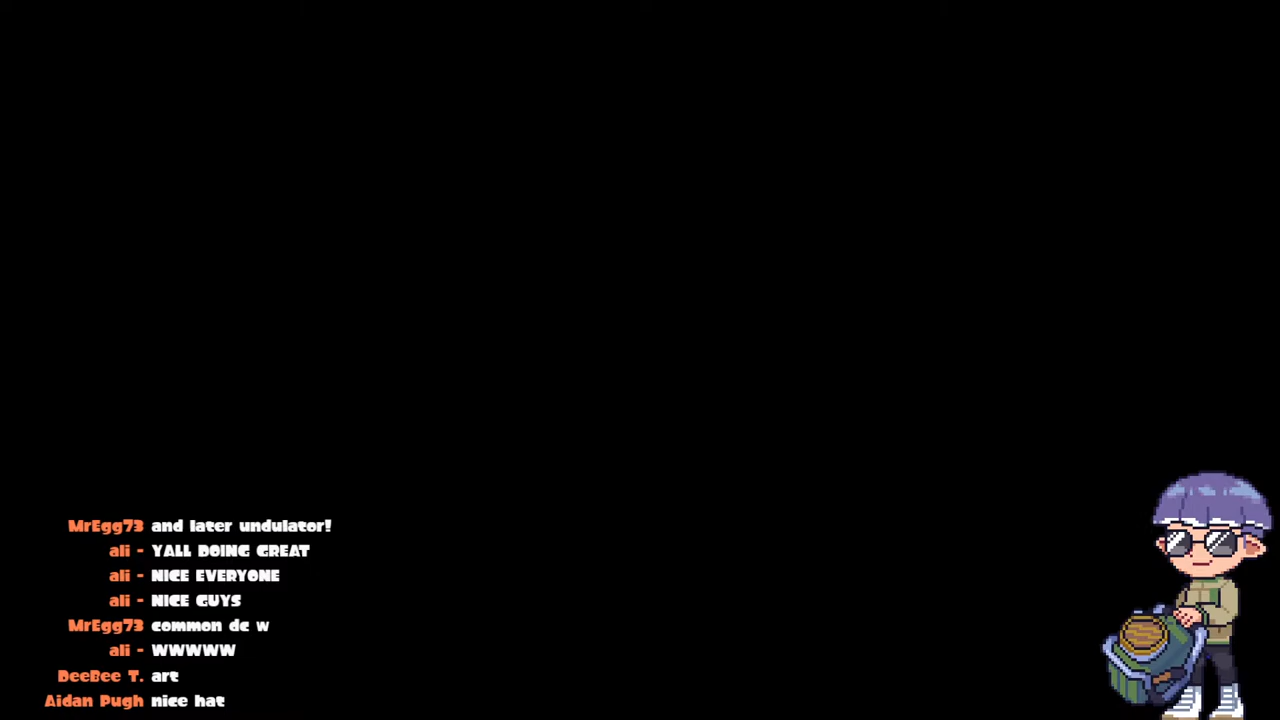 MrEgg73 and later undulator!
ali - YALL DOING GREAT
ali - NICE EVERYONE
ali - NICE GUYS
MrEgg73 common dc w
ali - WWWWW
DeeBee T. art
Aidan Pugh nice hat